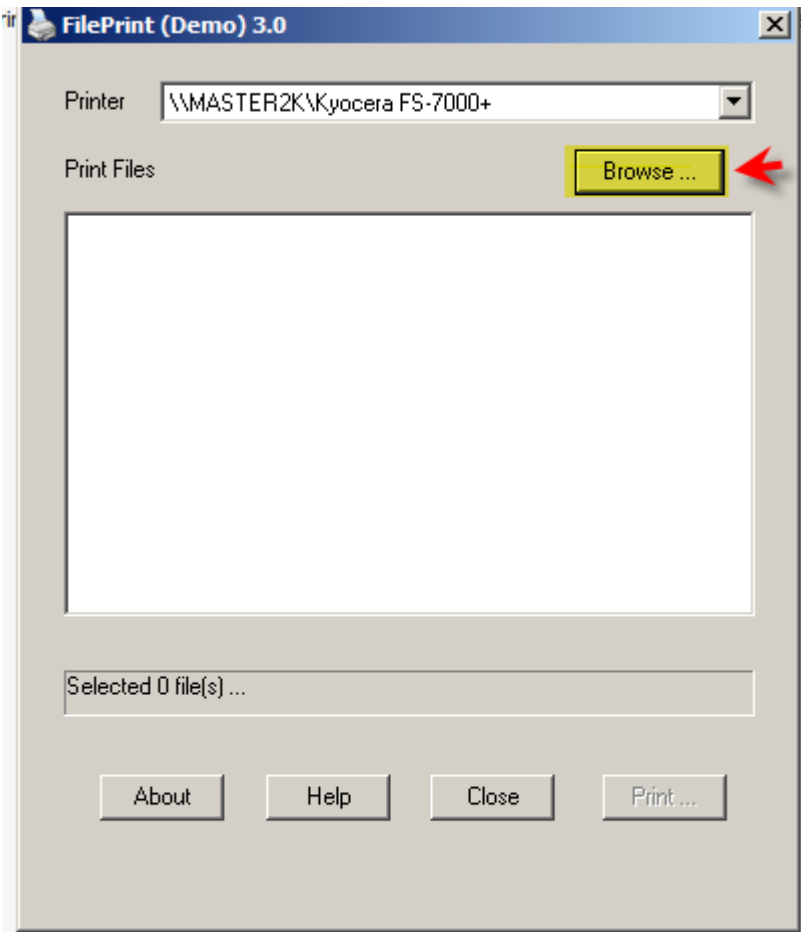 FilePrint (Demo) 3.0
Printer \\MASTER2K\Kyocera FS-7000+
Print Files Browse ...
Selected 0 file(s) ...
About Help Close Print ...